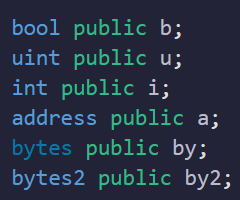 bool public b;
uint public u;
int public i;
address public a;
bytes public by;
bytes2 public by2;